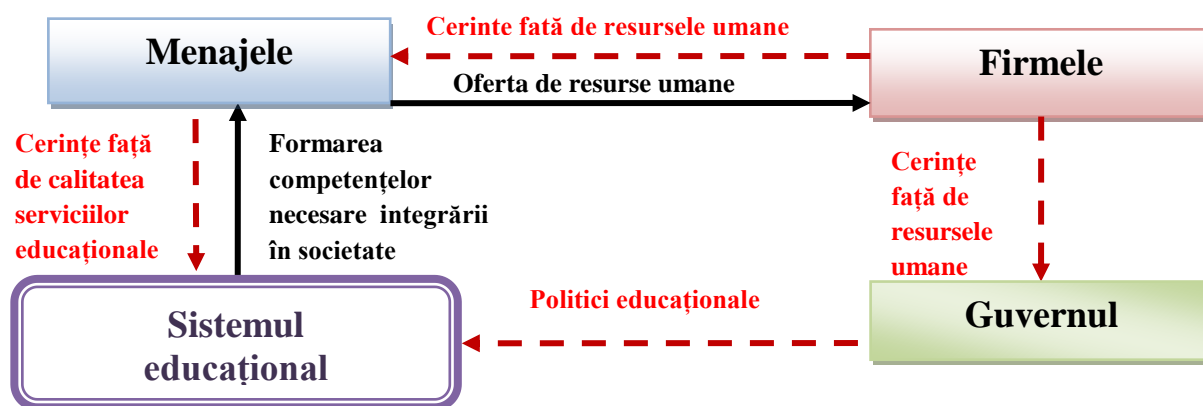 Cerinte fată de resursele umane
Menajele
Firmele
Oferta de resurse umane
Cerințe față
de calitatea
serviciilor
educaționale
Formarea
competențelor
necesare integrării
în societate
Cerințe
față de
resursele
umane
Politici educaționale
Guvernul
Sistemul
educațional